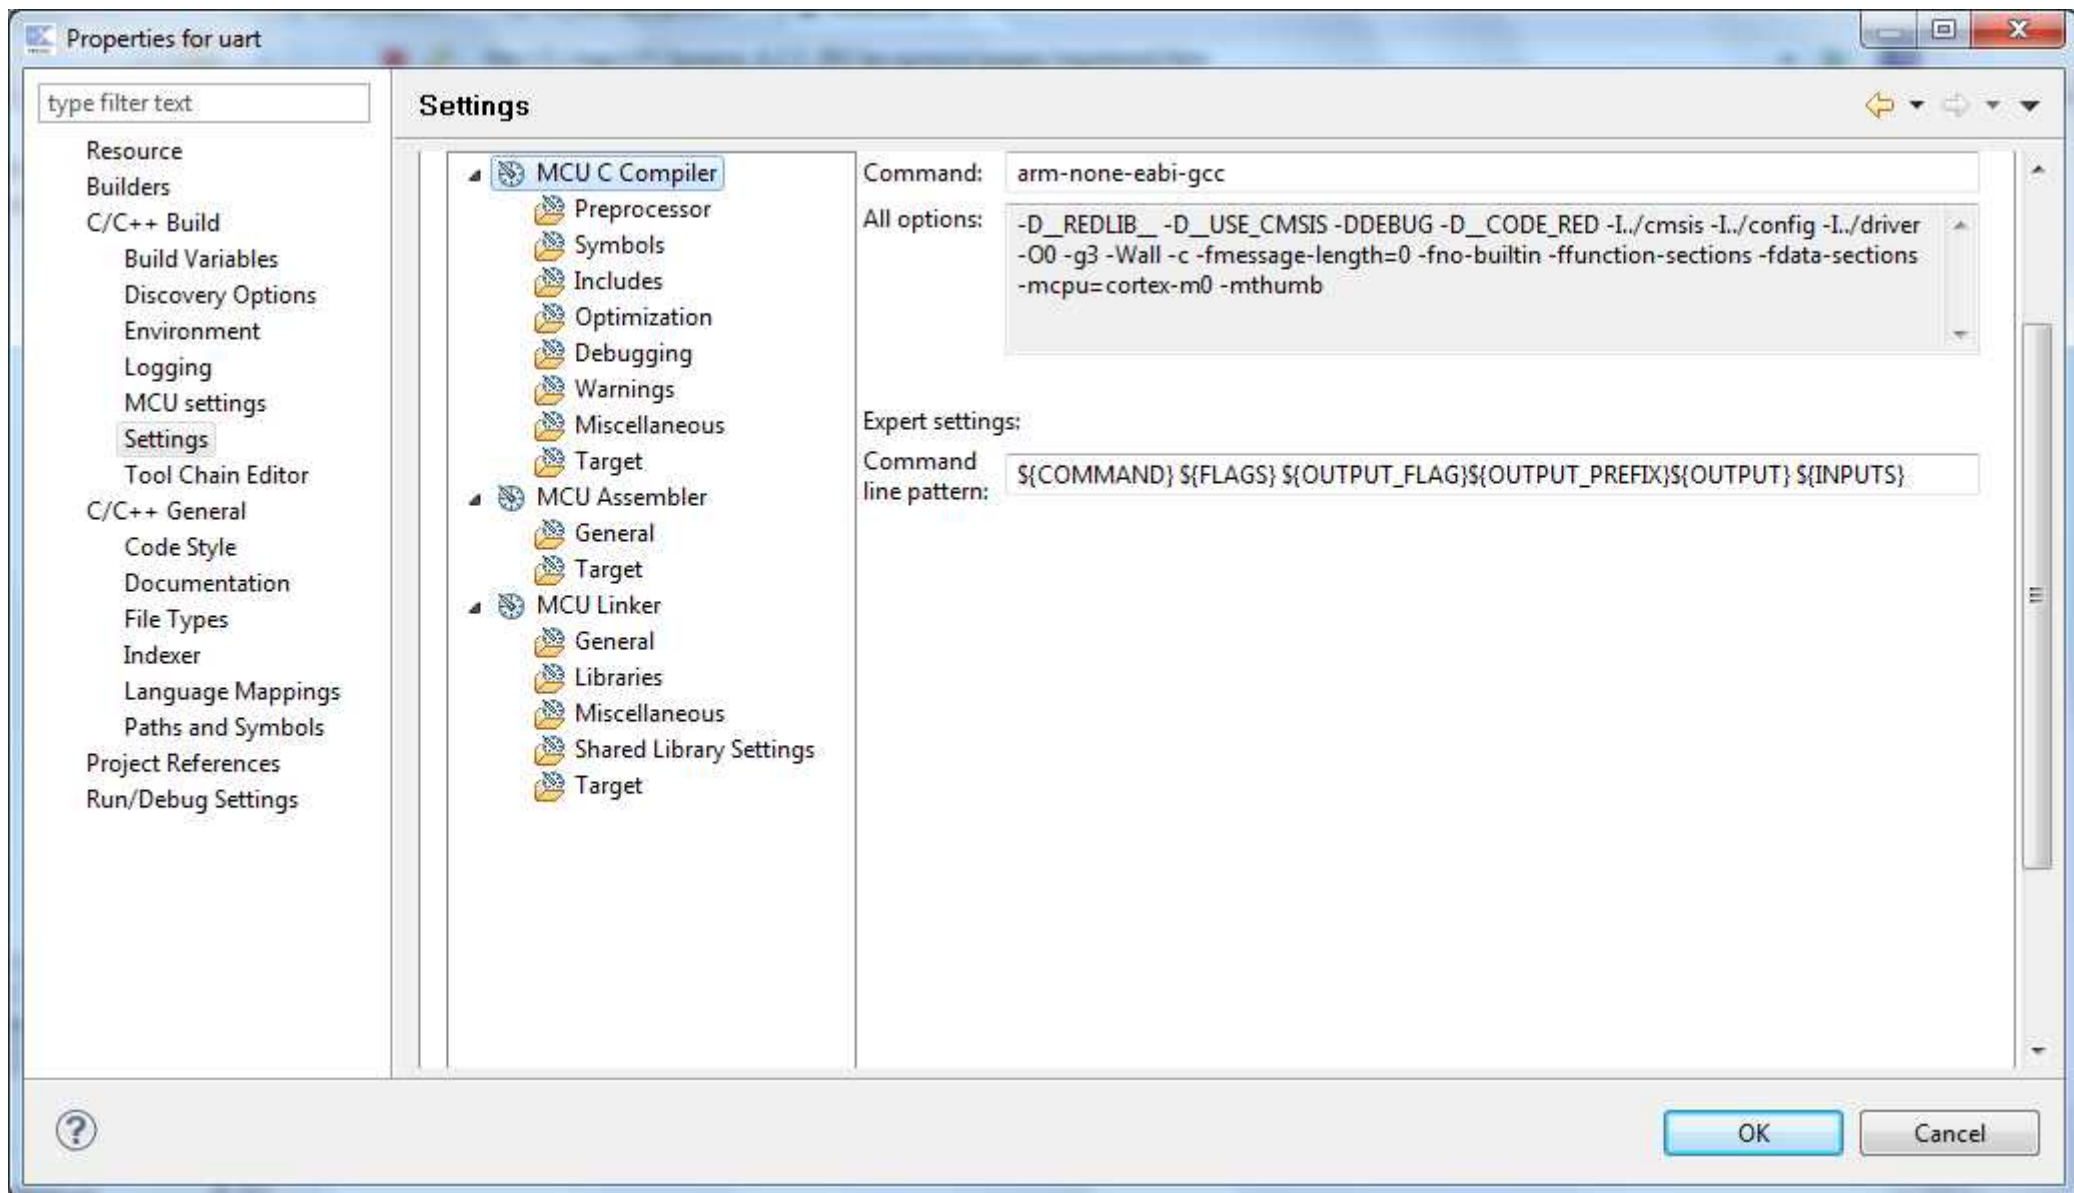 Properties for uart
type filter text
Resource
Builders
C/C++ Build
Build Variables
Discovery Options
Environment
Logging
MCU settings
Settings
Tool Chain Editor
C/C++ General
Code Style
Documentation
File Types
Indexer
Language Mappings
Paths and Symbols
Project References
Run/Debug Settings
Settings
MCU C Compiler
Preprocessor
Symbols
Includes
Optimization
Debugging
Warnings
Miscellaneous
Target
MCU Assembler
General
Target
MCU Linker
General
Libraries
Miscellaneous
Shared Library Settings
Target
Command: arm-none-eabi-gcc
All options: -D__REDLIB__ -D__USE_CMSIS -DDEBUG -D__CODE_RED -I../cmsis -I../config -I../driver
-O0 -g3 -Wall -c -fmessage-length=0 -fno-builtin -ffunction-sections -fdata-sections
-mcpu=cortex-m0 -mthumb
Expert settings:
Command
line pattern: ${COMMAND} ${FLAGS} ${OUTPUT_FLAG}${OUTPUT_PREFIX}${OUTPUT} ${INPUTS}
OK
Cancel